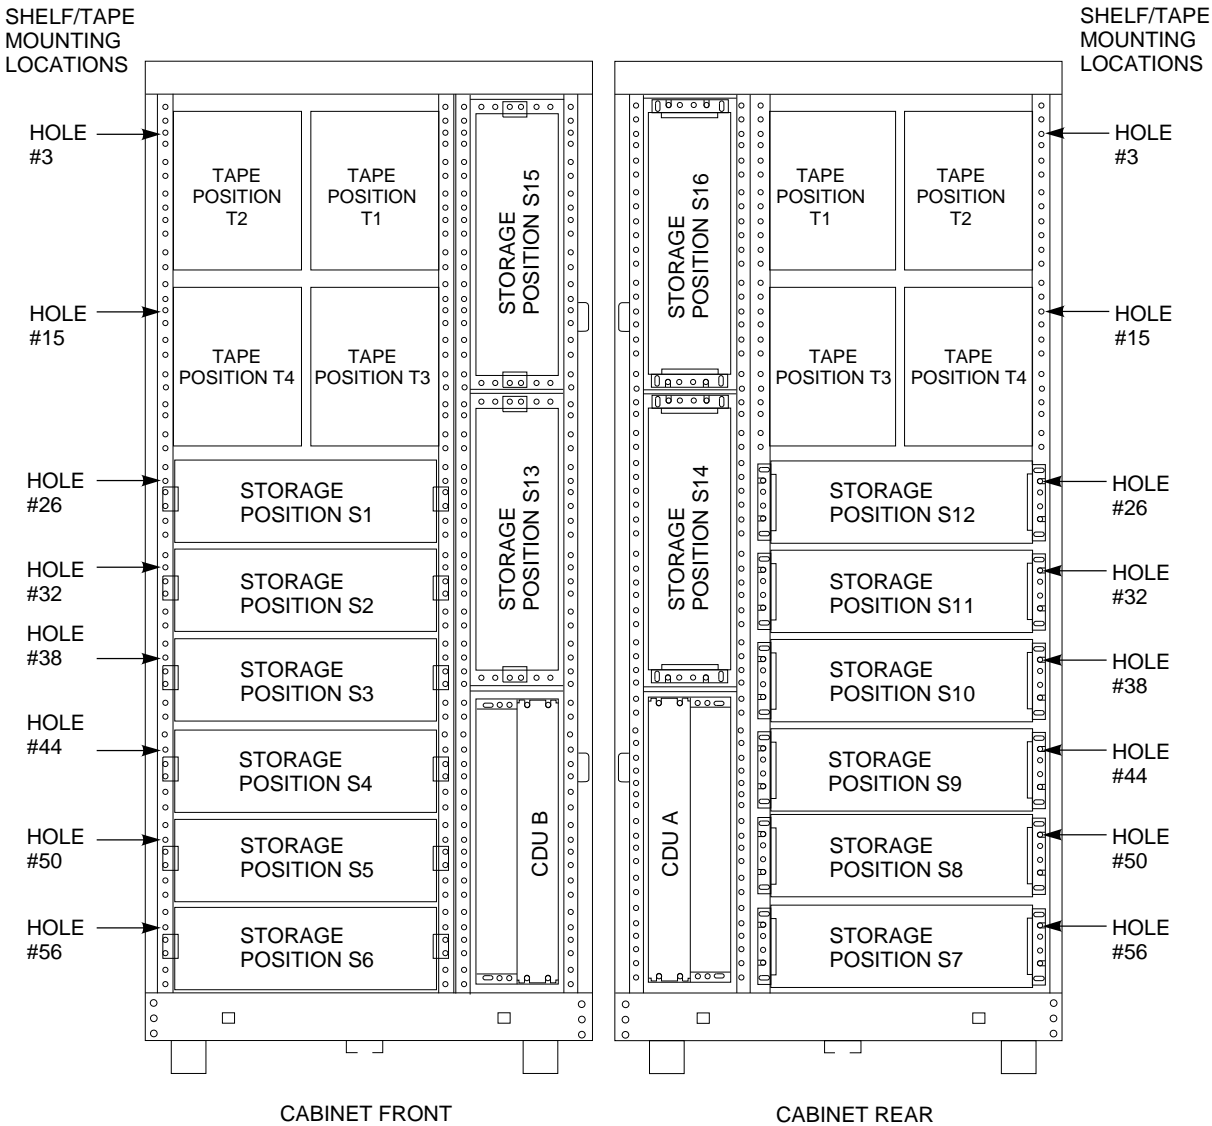 SHELF/TAPE
MOUNTING
LOCATIONS
HOLE
#3
HOLE
#15
HOLE
#26
HOLE
#32
HOLE
#38
HOLE
#44
HOLE
#50
HOLE
#56
TAPE
POSITION
T2
TAPE
POSITION
T1
TAPE
POSITION T4
TAPE
POSITION T3
STORAGE
POSITION S1
STORAGE
POSITION S2
STORAGE
POSITION S3
STORAGE
POSITION S4
STORAGE
POSITION S5
STORAGE
POSITION S6
STORAGE
POSITION S15
STORAGE
POSITION S13
CDU B
CABINET FRONT
STORAGE
POSITION S16
STORAGE
POSITION S14
CDU A
TAPE
POSITION
T1
TAPE
POSITION
T2
TAPE
POSITION T3
TAPE
POSITION T4
STORAGE
POSITION S12
STORAGE
POSITION S11
STORAGE
POSITION S10
STORAGE
POSITION S9
STORAGE
POSITION S8
STORAGE
POSITION S7
CABINET REAR
SHELF/TAPE
MOUNTING
LOCATIONS
HOLE
#3
HOLE
#15
HOLE
#26
HOLE
#32
HOLE
#38
HOLE
#44
HOLE
#50
HOLE
#56